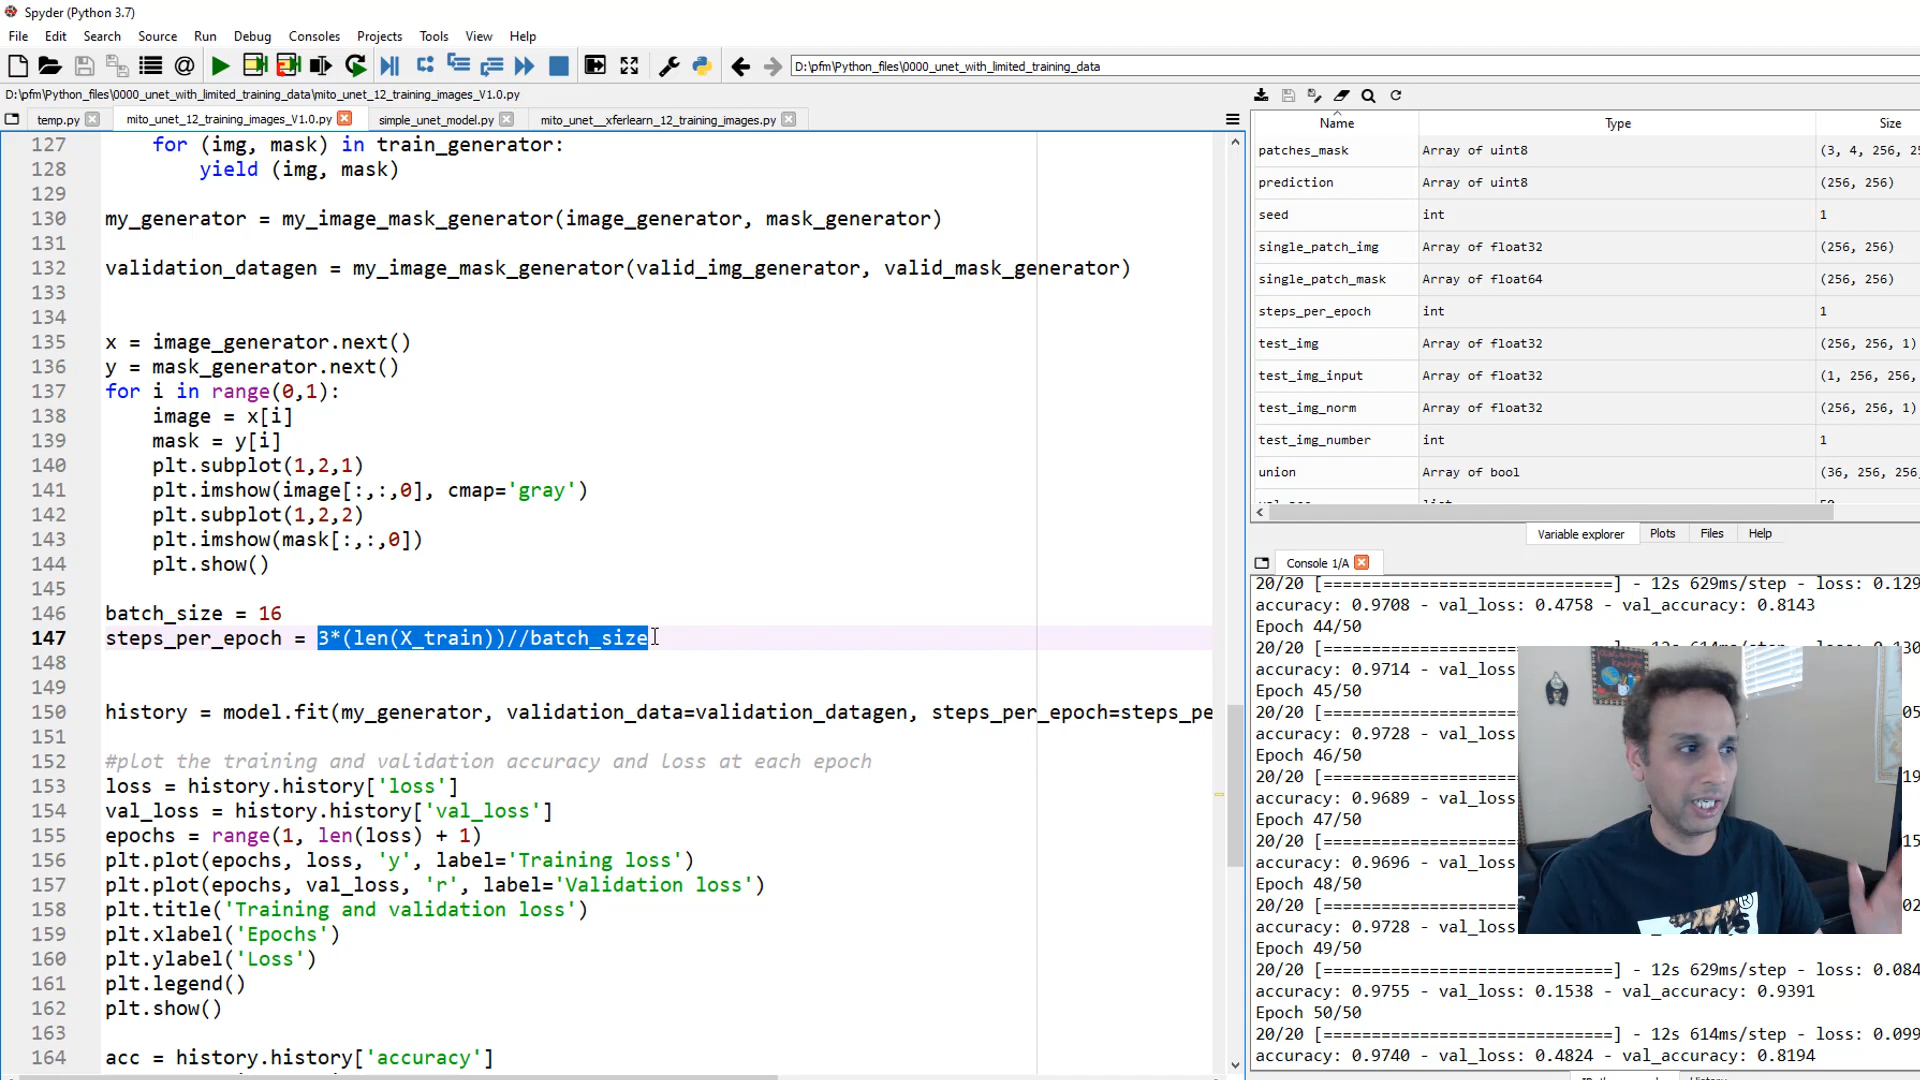 Spyder (Python 3.7)
File Edit Search Source Run Debug Consoles Projects Tools View Help
D:\pfm\Python_files\0000_unet_with_limited_training_data
D:\pfm\Python_files\0000_unet_with_limited_training_data\mito_unet_12_training_images_V1.0.py
temp.py mito_unet_12_training_images_V1.0.py simple_unet_model.py mito_unet__xferlearn_12_training_images.py
127 for (img, mask) in train_generator:
128 yield (img, mask)
129
130 my_generator = my_image_mask_generator(image_generator, mask_generator)
131
132 validation_datagen = my_image_mask_generator(valid_img_generator, valid_mask_generator)
133
134
135 x = image_generator.next()
136 y = mask_generator.next()
137 for i in range(0,1):
138 image = x[i]
139 mask = y[i]
140 plt.subplot(1,2,1)
141 plt.imshow(image[:,:,0], cmap='gray')
142 plt.subplot(1,2,2)
143 plt.imshow(mask[:,:,0])
144 plt.show()
145
146 batch_size = 16
147 steps_per_epoch = 3*(len(X_train))//batch_size
148
149
150 history = model.fit(my_generator, validation_data=validation_datagen, steps_per_epoch=steps_pe
151
152 #plot the training and validation accuracy and loss at each epoch
153 loss = history.history['loss']
154 val_loss = history.history['val_loss']
155 epochs = range(1, len(loss) + 1)
156 plt.plot(epochs, loss, 'y', label='Training loss')
157 plt.plot(epochs, val_loss, 'r', label='Validation loss')
158 plt.title('Training and validation loss')
159 plt.xlabel('Epochs')
160 plt.ylabel('Loss')
161 plt.legend()
162 plt.show()
163
164 acc = history.history['accuracy']
Name Type Size
patches_mask Array of uint8 (3, 4, 256, 25
prediction Array of uint8 (256, 256)
seed int 1
single_patch_img Array of float32 (256, 256)
single_patch_mask Array of float64 (256, 256)
steps_per_epoch int 1
test_img Array of float32 (256, 256, 1)
test_img_input Array of float32 (1, 256, 256,
test_img_norm Array of float32 (256, 256, 1)
test_img_number int 1
union Array of bool (36, 256, 256,
Variable explorer Plots Files Help
Console 1/A
20/20 [==============================] - 12s 629ms/step - loss: 0.129
accuracy: 0.9708 - val_loss: 0.4758 - val_accuracy: 0.8143
Epoch 44/50
20/20 [==============================] - 130
accuracy: 0.9714 - val_loss
Epoch 45/50
20/20 [==================== 05
accuracy: 0.9728 - val_loss
Epoch 46/50
20/20 [==================== 19
accuracy: 0.9689 - val_loss
Epoch 47/50
20/20 [==================== 15
accuracy: 0.9696 - val_loss
Epoch 48/50
20/20 [==================== 02
accuracy: 0.9728 - val_loss
Epoch 49/50
20/20 [==============================] - 12s 629ms/step - loss: 0.084
accuracy: 0.9755 - val_loss: 0.1538 - val_accuracy: 0.9391
Epoch 50/50
20/20 [==============================] - 12s 614ms/step - loss: 0.099
accuracy: 0.9740 - val_loss: 0.4824 - val_accuracy: 0.8194